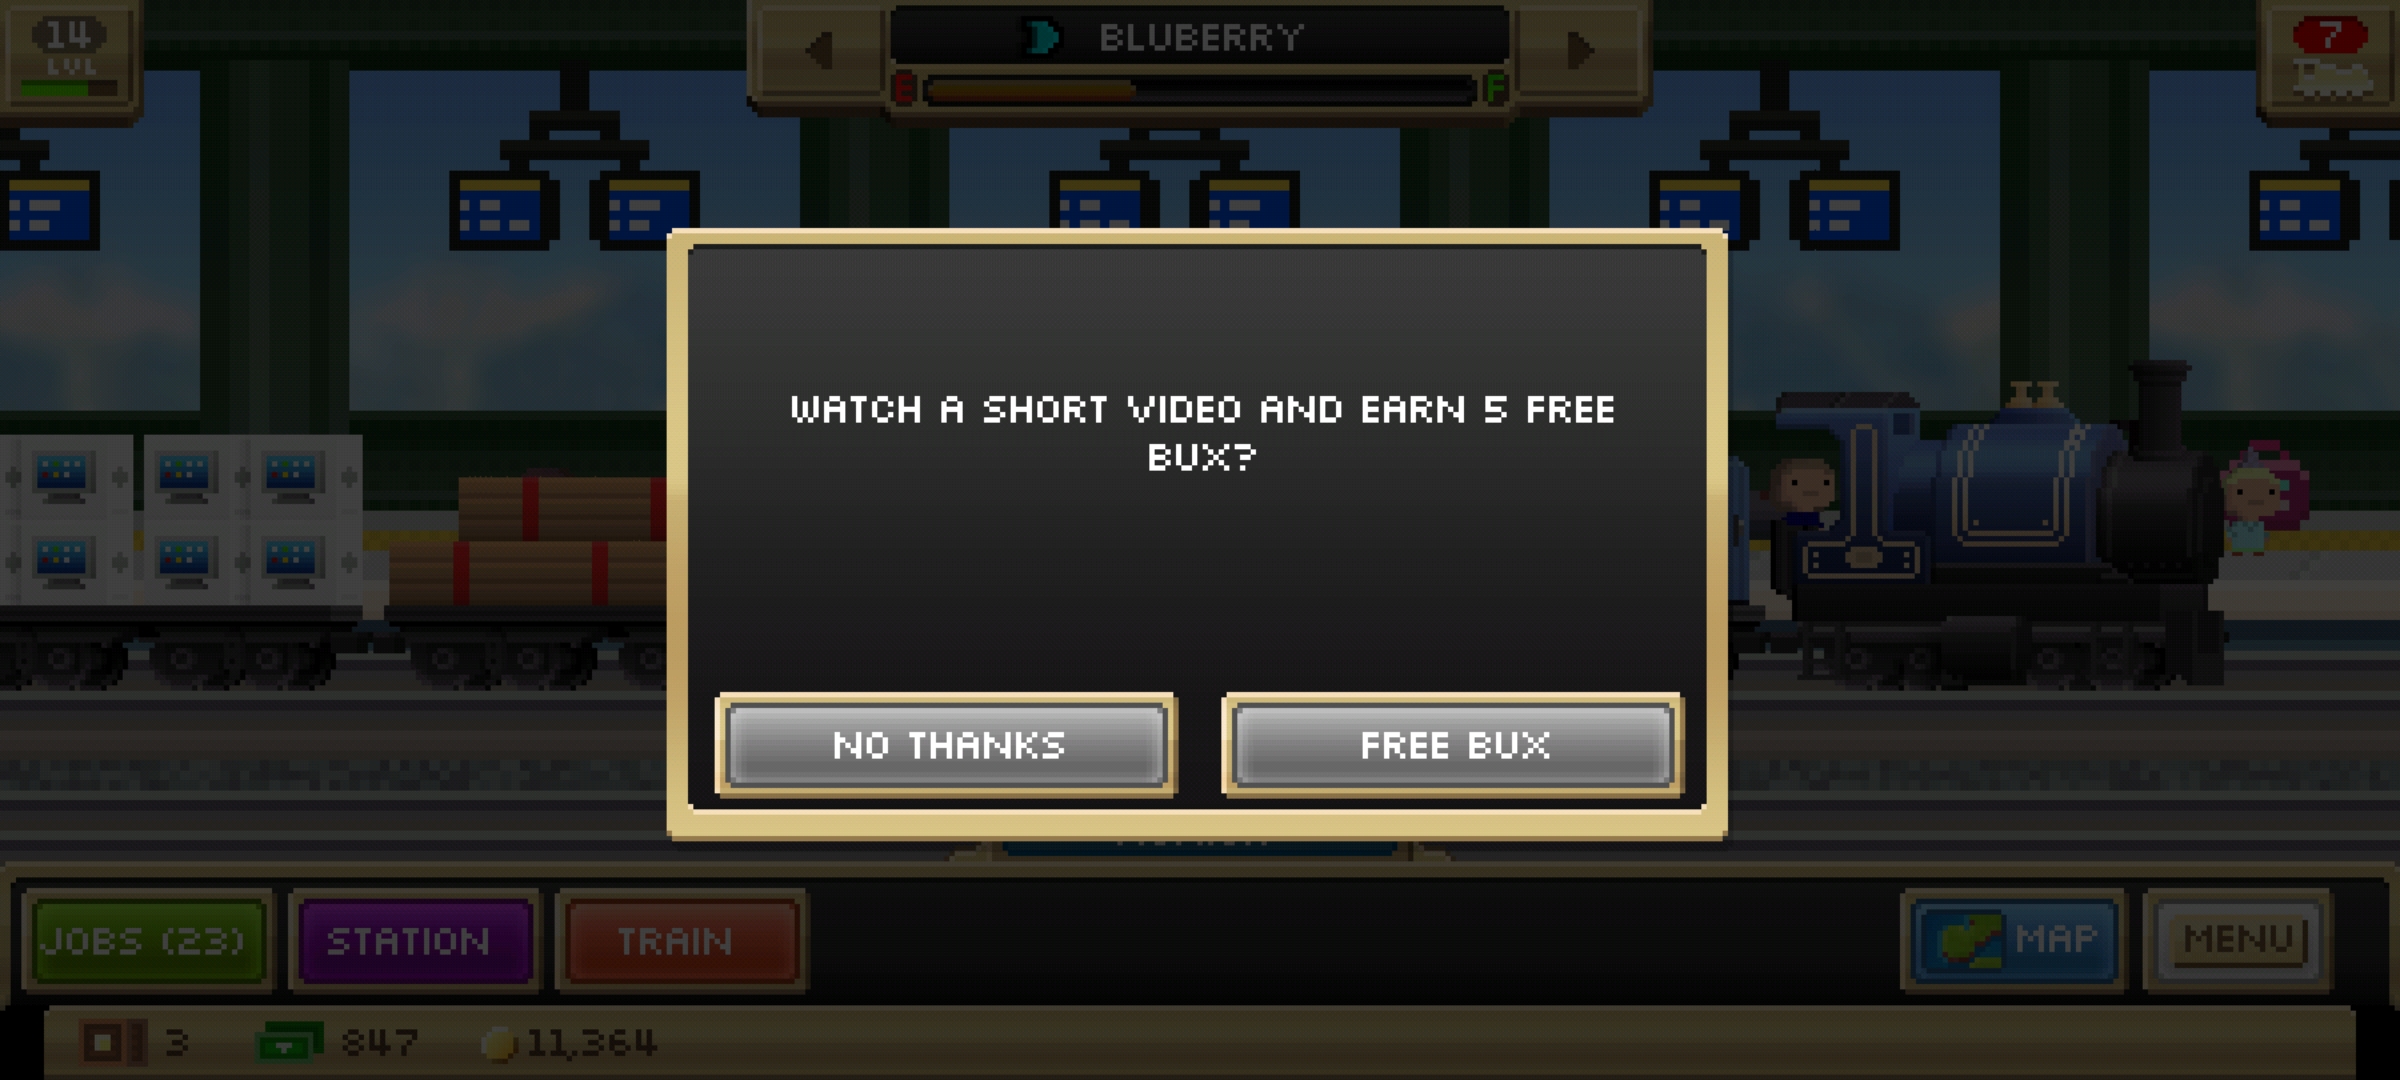 14
LVL
BLUBERRY
E
F
7
WATCH A SHORT VIDEO AND EARN 5 FREE
BUX?
NO THANKS
FREE BUX
JOBS (23)
STATION
TRAIN
MAP
MENU
3
847
11,364